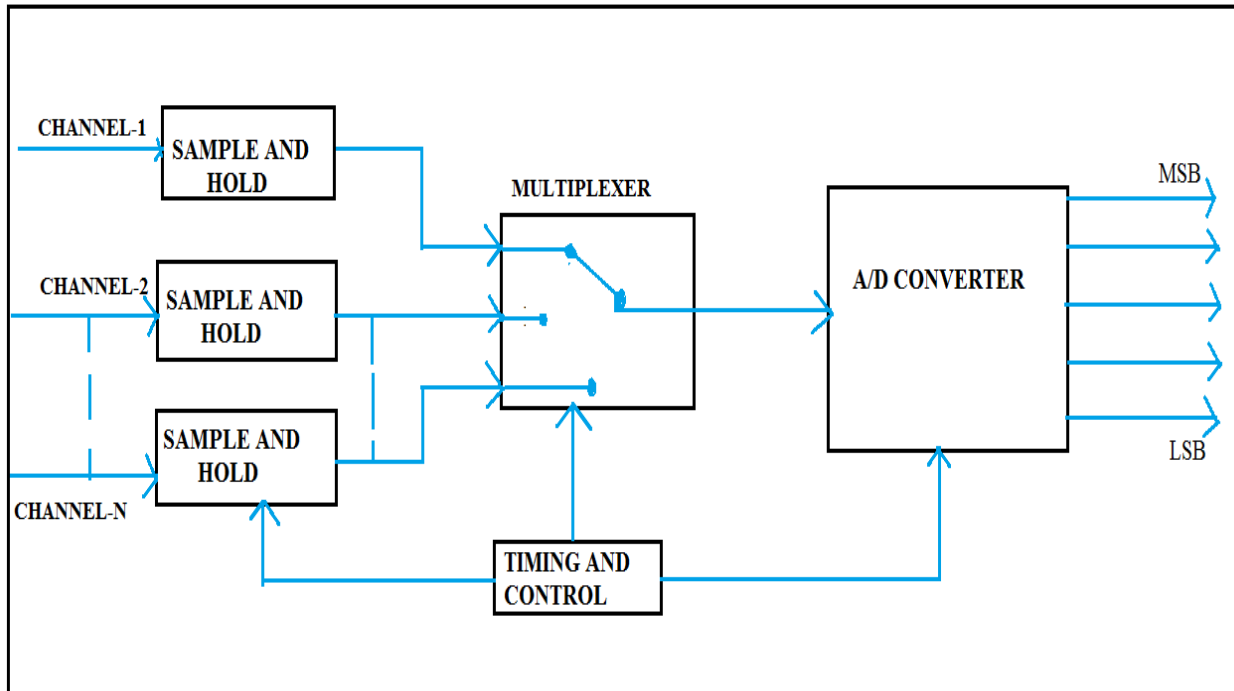 CHANNEL-1
SAMPLE AND
HOLD
MULTIPLEXER
MSB
CHANNEL-2
SAMPLE AND
HOLD
A/D CONVERTER
SAMPLE AND
HOLD
LSB
CHANNEL-N
TIMING AND
CONTROL